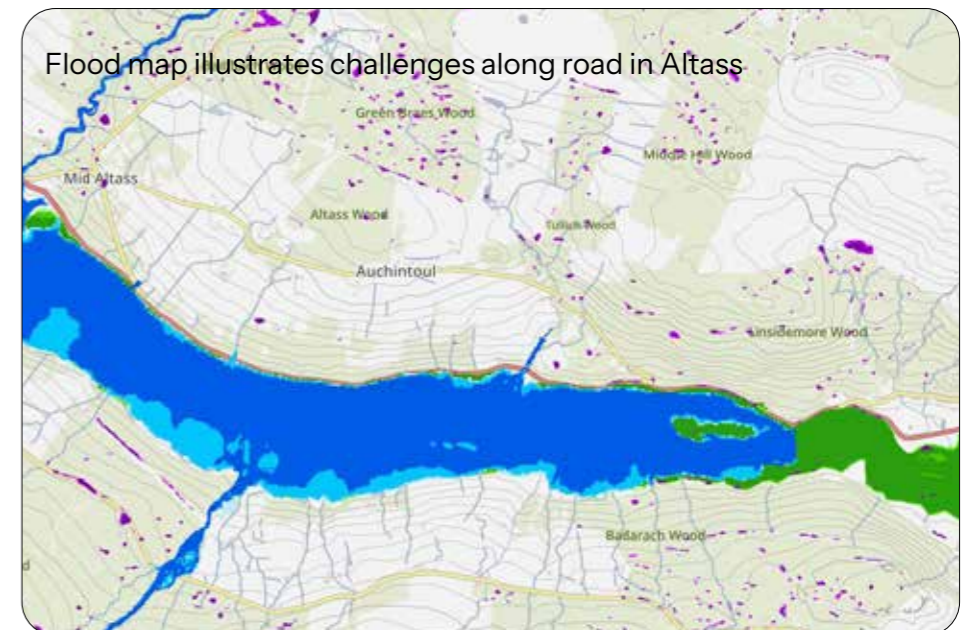 Flood map illustrates challenges along road in Altass
Green Braes Wood
Middle Hill Wood
Mid Altass
Altass Wood
Tulloch Wood
Auchintoul
Linsidemore Wood
Badarach Wood
d